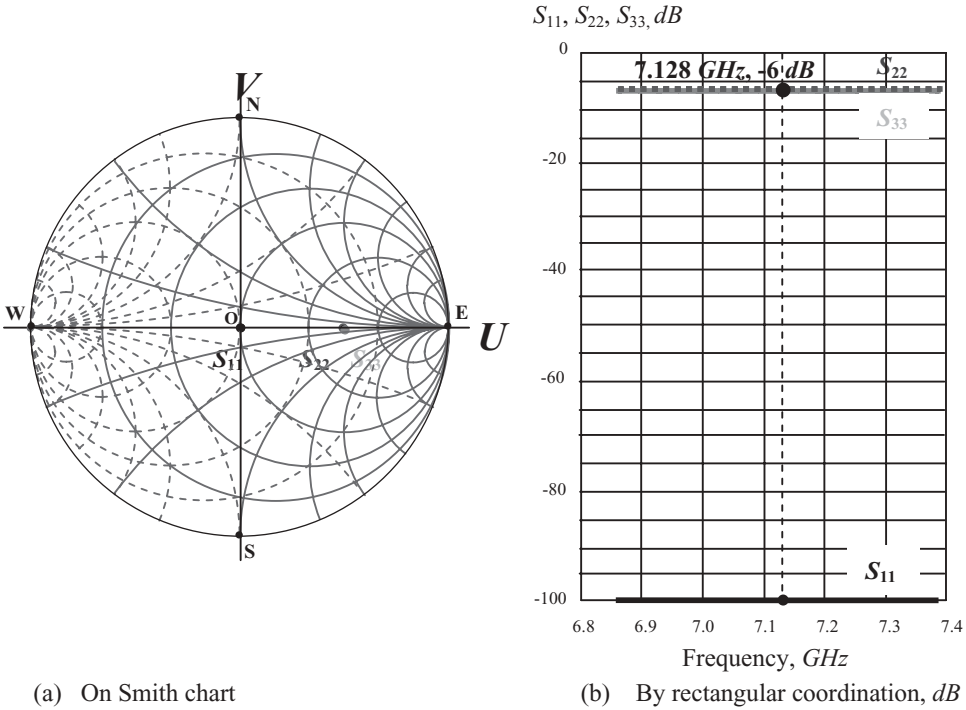 S11, S22, S33, dB
V
N
W
O
E
U
S11
S22
S33
S
0
-20
-40
-60
-80
-100
7.128 GHz, -6 dB
S22
S33
S11
6.8 6.9 7.0 7.1 7.2 7.3 7.4
Frequency, GHz
(a) On Smith chart
(b) By rectangular coordination, dB